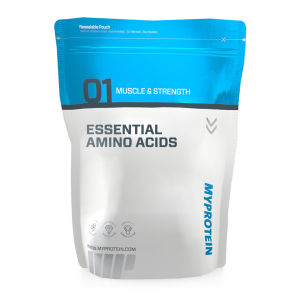 Resealable Pouch
01 MUSCLE & STRENGTH
ESSENTIAL
AMINO ACIDS
MYPROTEIN
WWW.MYPROTEIN.COM